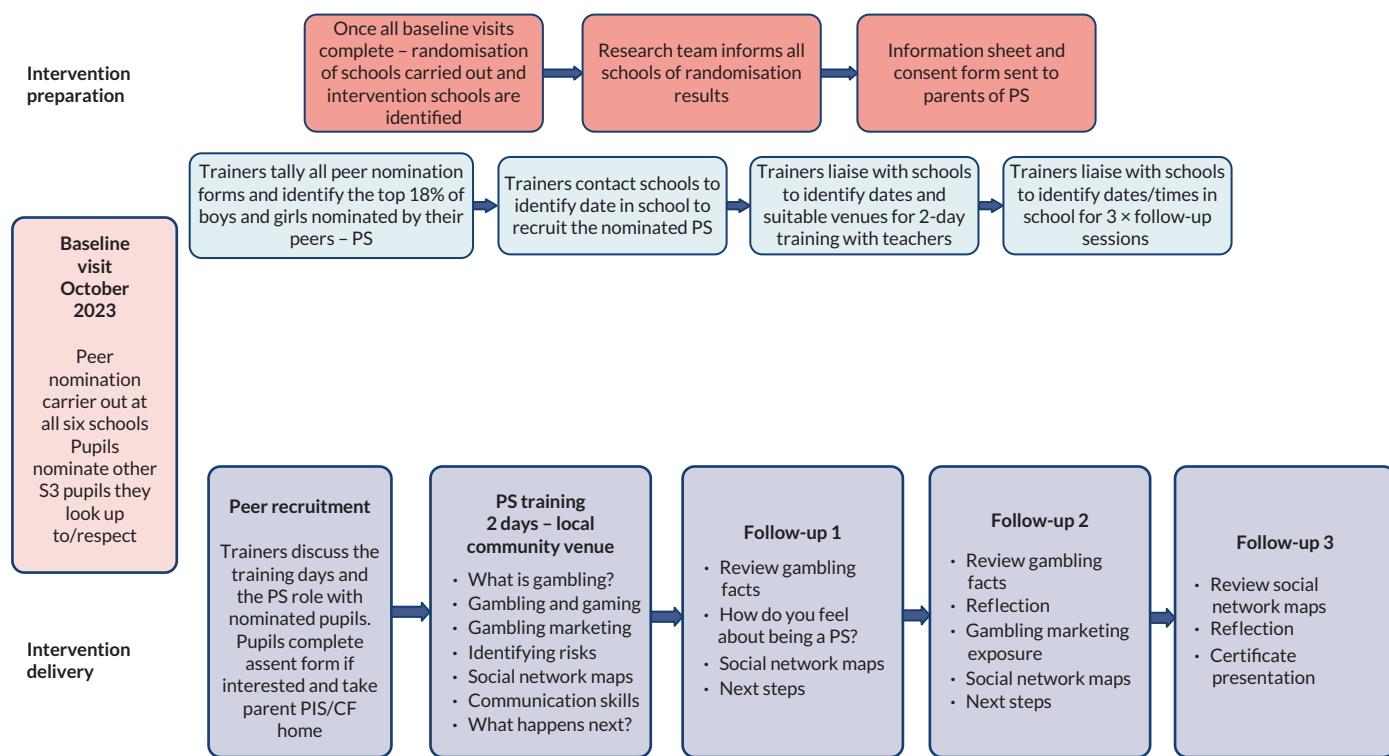 Intervention
preparation
Once all baseline visits
complete – randomisation
of schools carried out and
intervention schools are
identified
Research team informs all
schools of randomisation
results
Information sheet and
consent form sent to
parents of PS
Trainers tally all peer nomination
forms and identify the top 18% of
boys and girls nominated by their
peers – PS
Trainers contact schools to
identify date in school to
recruit the nominated PS
Trainers liaise with schools
to identify dates and
suitable venues for 2-day
training with teachers
Trainers liaise with schools
to identify dates/times in
school for 3 × follow-up
sessions
Baseline
visit
October
2023
Peer
nomination
carrier out at
all six schools
Pupils
nominate other
S3 pupils they
look up
to/respect
Intervention
delivery
Peer recruitment
Trainers discuss the
training days and
the PS role with
nominated pupils.
Pupils complete
assent form if
interested and take
parent PIS/CF
home
PS training
2 days – local
community venue
• What is gambling?
• Gambling and gaming
• Gambling marketing
• Identifying risks
• Social network maps
• Communication skills
• What happens next?
Follow-up 1
• Review gambling
facts
• How do you feel
about being a PS?
• Social network maps
• Next steps
Follow-up 2
• Review gambling
facts
• Reflection
• Gambling marketing
exposure
• Social network maps
• Next steps
Follow-up 3
• Review social
network maps
• Reflection
• Certificate
presentation